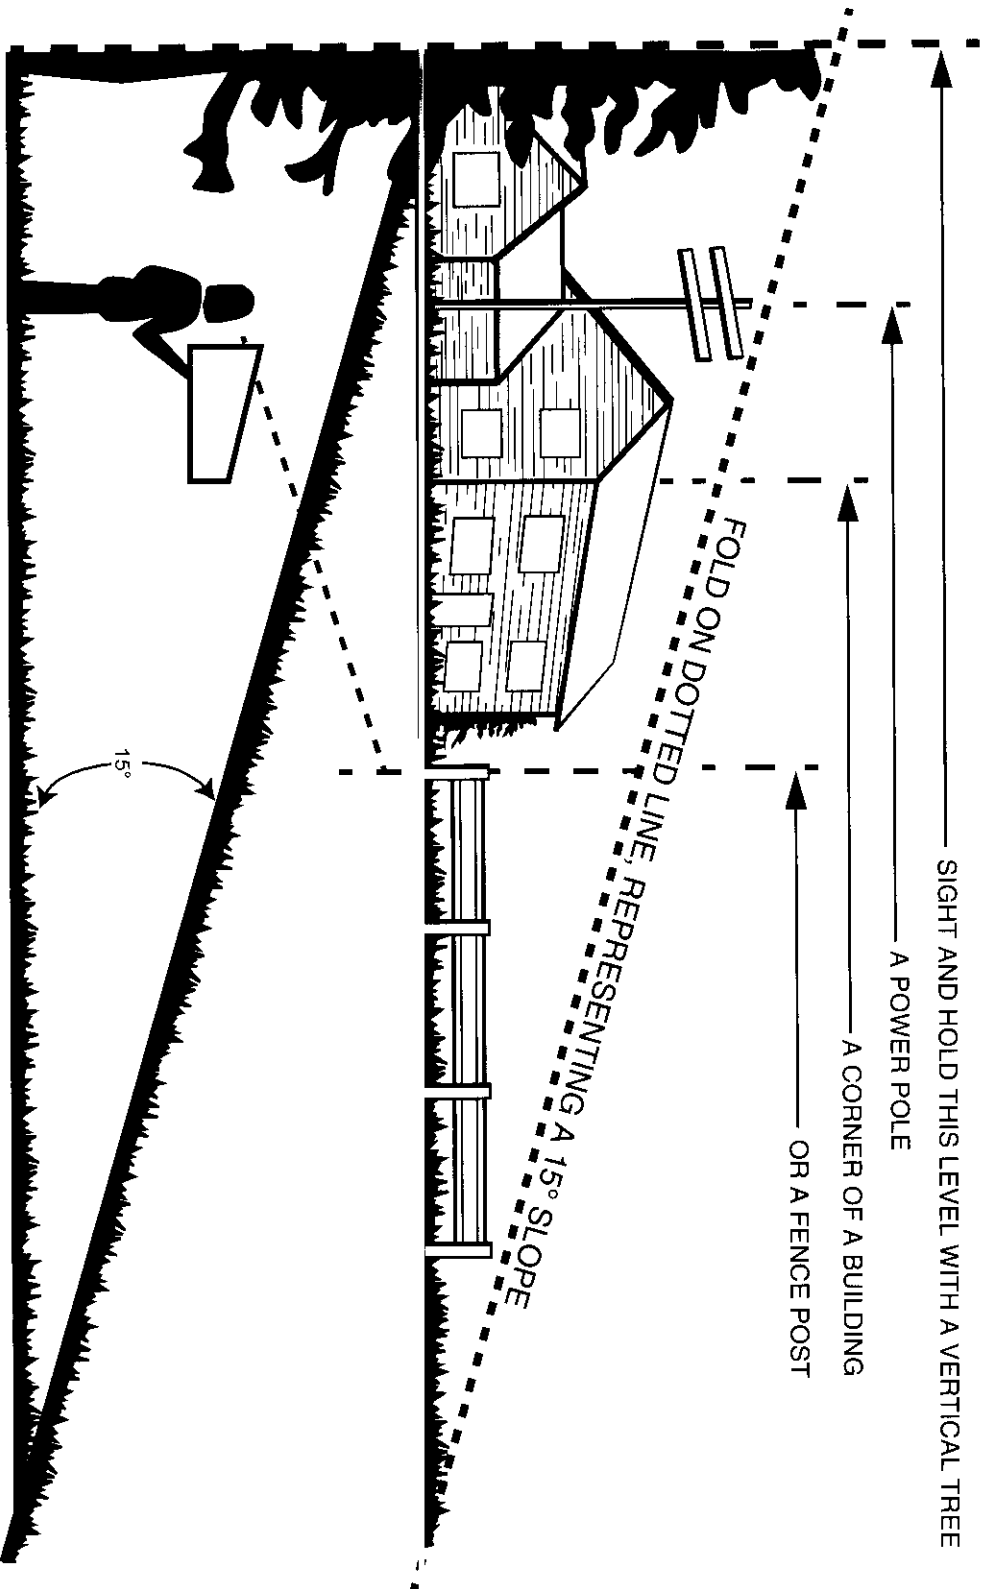 SIGHT AND HOLD THIS LEVEL WITH A VERTICAL TREE
A POWER POLE
A CORNER OF A BUILDING
OR A FENCE POST
FOLD ON DOTTED LINE, REPRESENTING A 15° SLOPE
15°